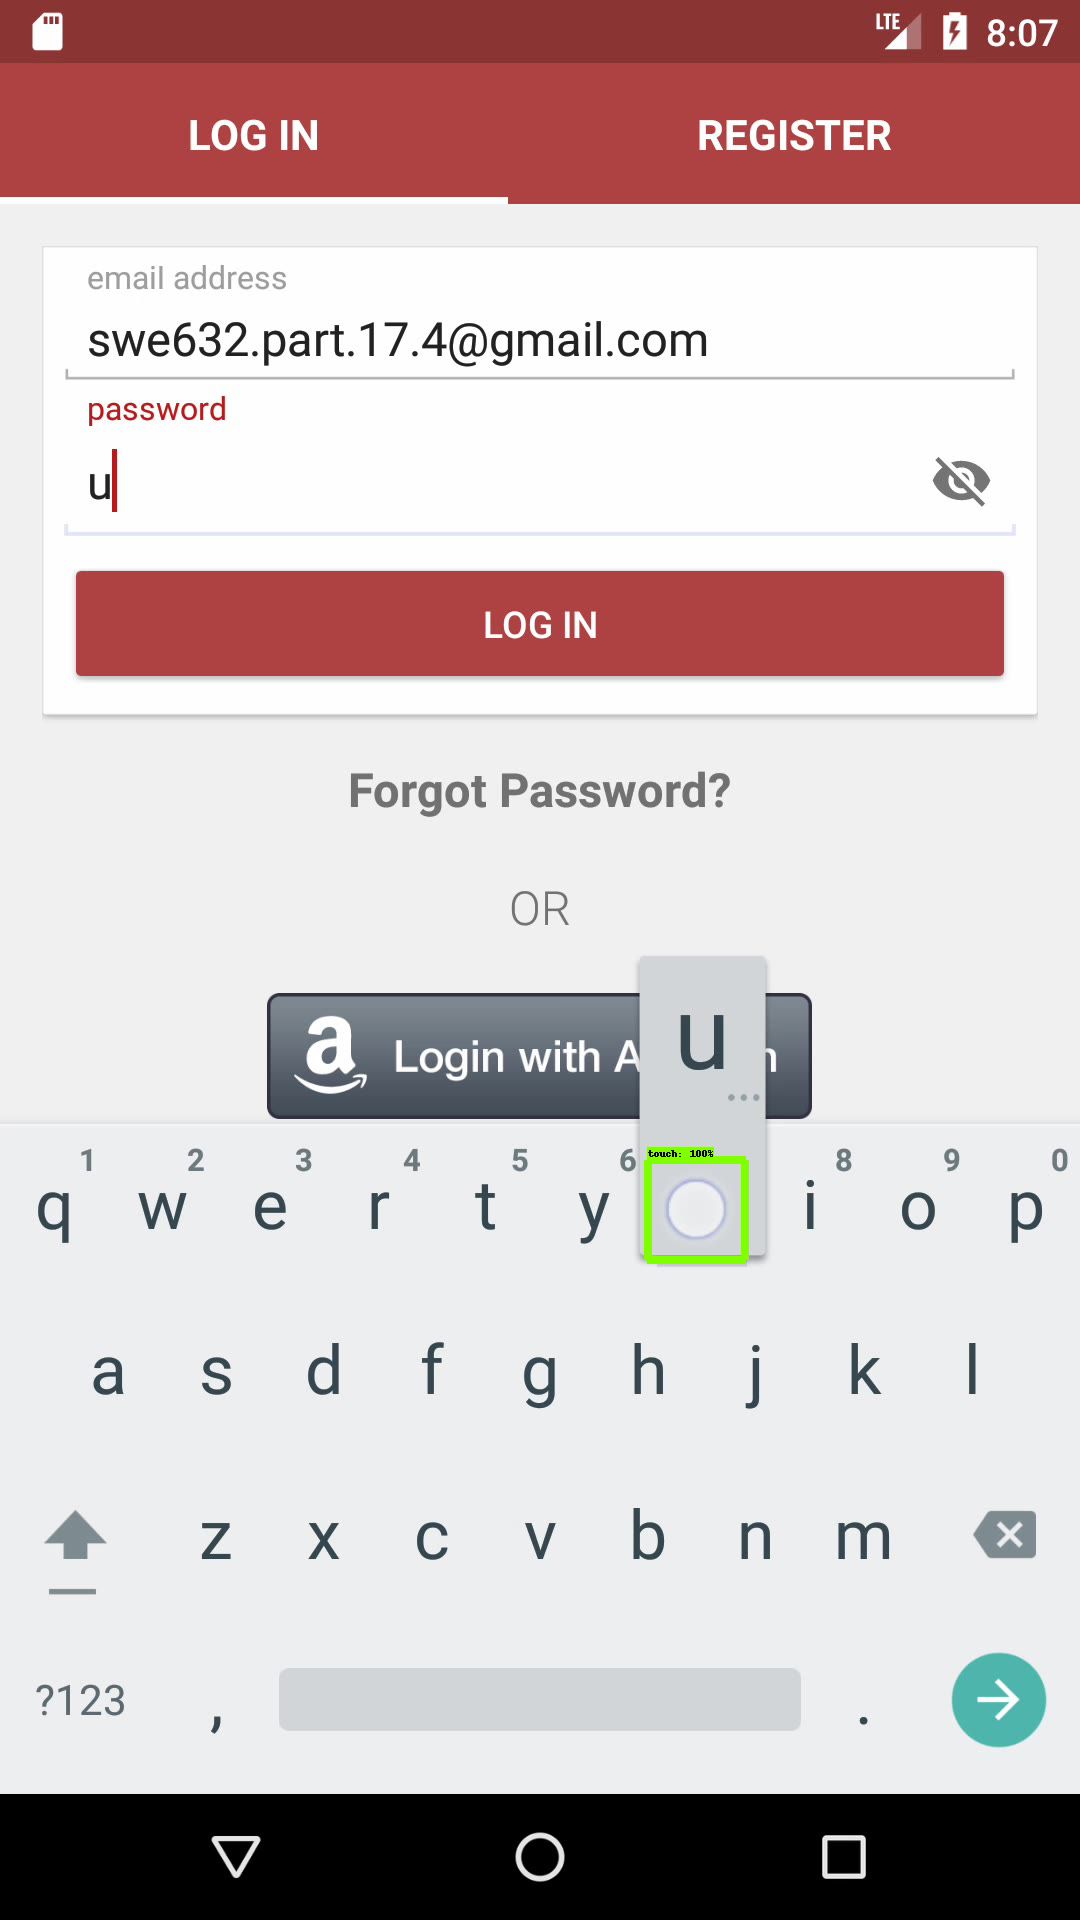 LTE 8:07
LOG IN REGISTER
email address
swe632.part.17.4@gmail.com
password
u
LOG IN
Forgot Password?
OR
a Login with A n
u
...
touch: 100%
1 2 3 4 5 6 8 9 0
q w e r t y i o p
a s d f g h j k l
z x c v b n m
?123 , .